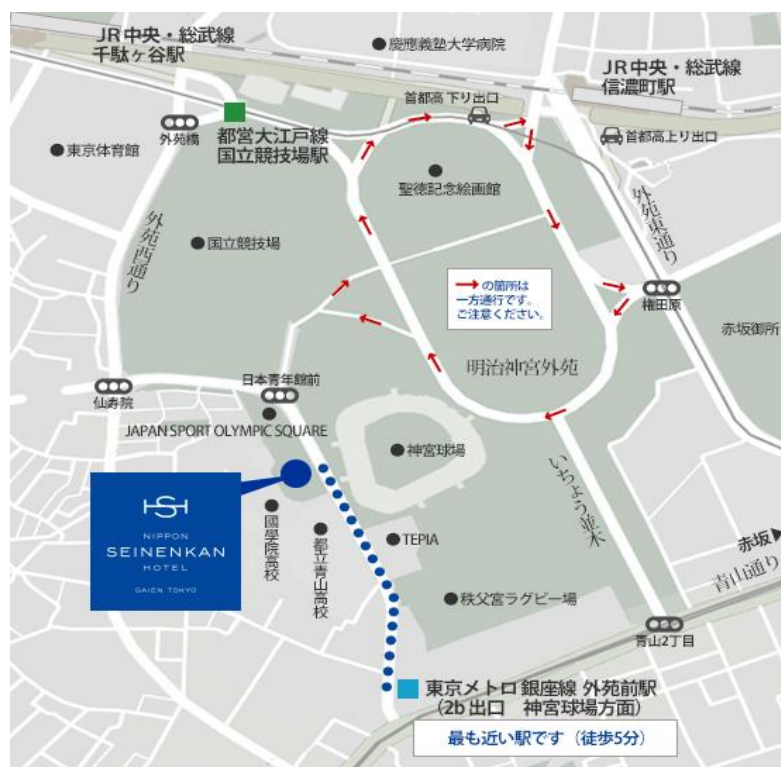 JR中央・総武線
千駄ヶ谷駅
慶應義塾大学病院
JR中央・総武線
信濃町駅
首都高下り出口
首都高上り出口
外苑橋
都営大江戸線
国立競技場駅
東京体育館
聖徳記念絵画館
外苑西通り
国立競技場
外苑東通り
→の箇所は
一方通行です。
ご注意ください。
権田原
赤坂御所
明治神宮外苑
日本青年館前
仙寿院
JAPAN SPORT OLYMPIC SQUARE
神宮球場
いちょう並木
HSH
NIPPON
SEINENKAN
HOTEL
GAIEN TOKYO
國學院高校
都立青山高校
TEPIA
赤坂▶
青山通り
秩父宮ラグビー場
青山2丁目
東京メトロ 銀座線 外苑前駅
(2b出口 神宮球場方面)
最も近い駅です (徒歩5分)